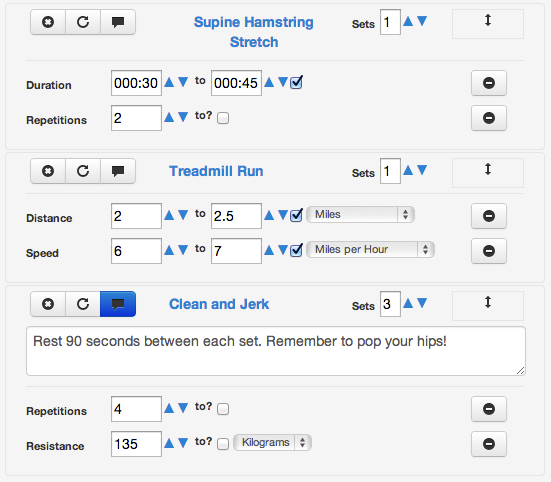 Supine Hamstring Sets 1
Stretch
Duration 000:30 to 000:45
Repetitions 2 to?
Treadmill Run Sets 1
Distance 2 to 2.5 Miles
Speed 6 to 7 Miles per Hour
Clean and Jerk Sets 3
Rest 90 seconds between each set. Remember to pop your hips!
Repetitions 4 to?
Resistance 135 to? Kilograms